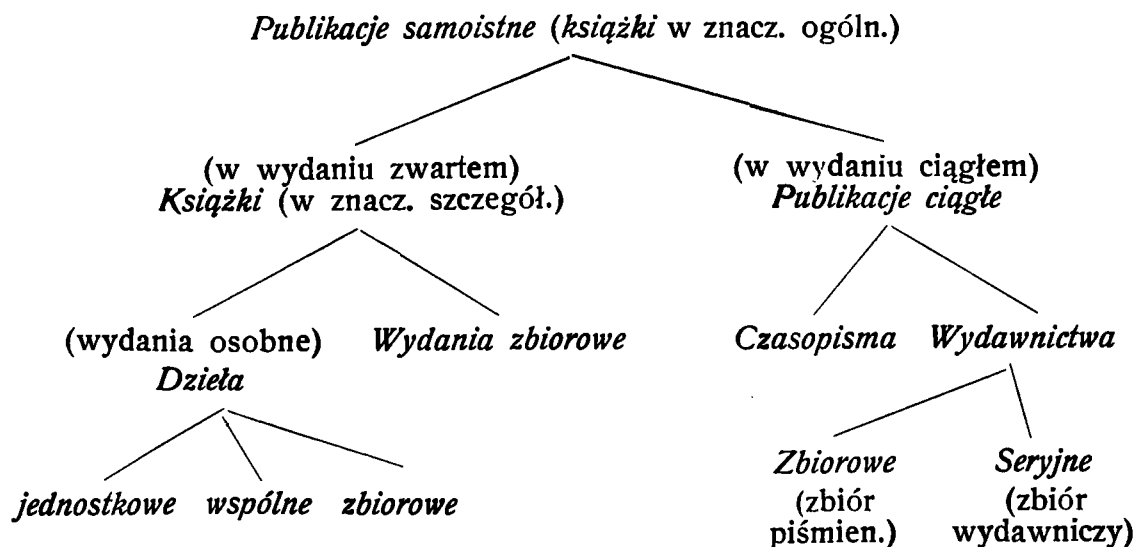 Publikacje samoistne (książki w znacz. ogóln.)
(w wydaniu zwartem)
Książki (w znacz. szczegół.)
(w wydaniu ciągłem)
Publikacje ciągłe
(wydania osobne)
Dzieła
Wydania zbiorowe
Czasopisma
Wydawnictwa
jednostkowe
wspólne
zbiorowe
Zbiorowe
(zbiór
piśmien.)
Seryjne
(zbiór
wydawniczy)